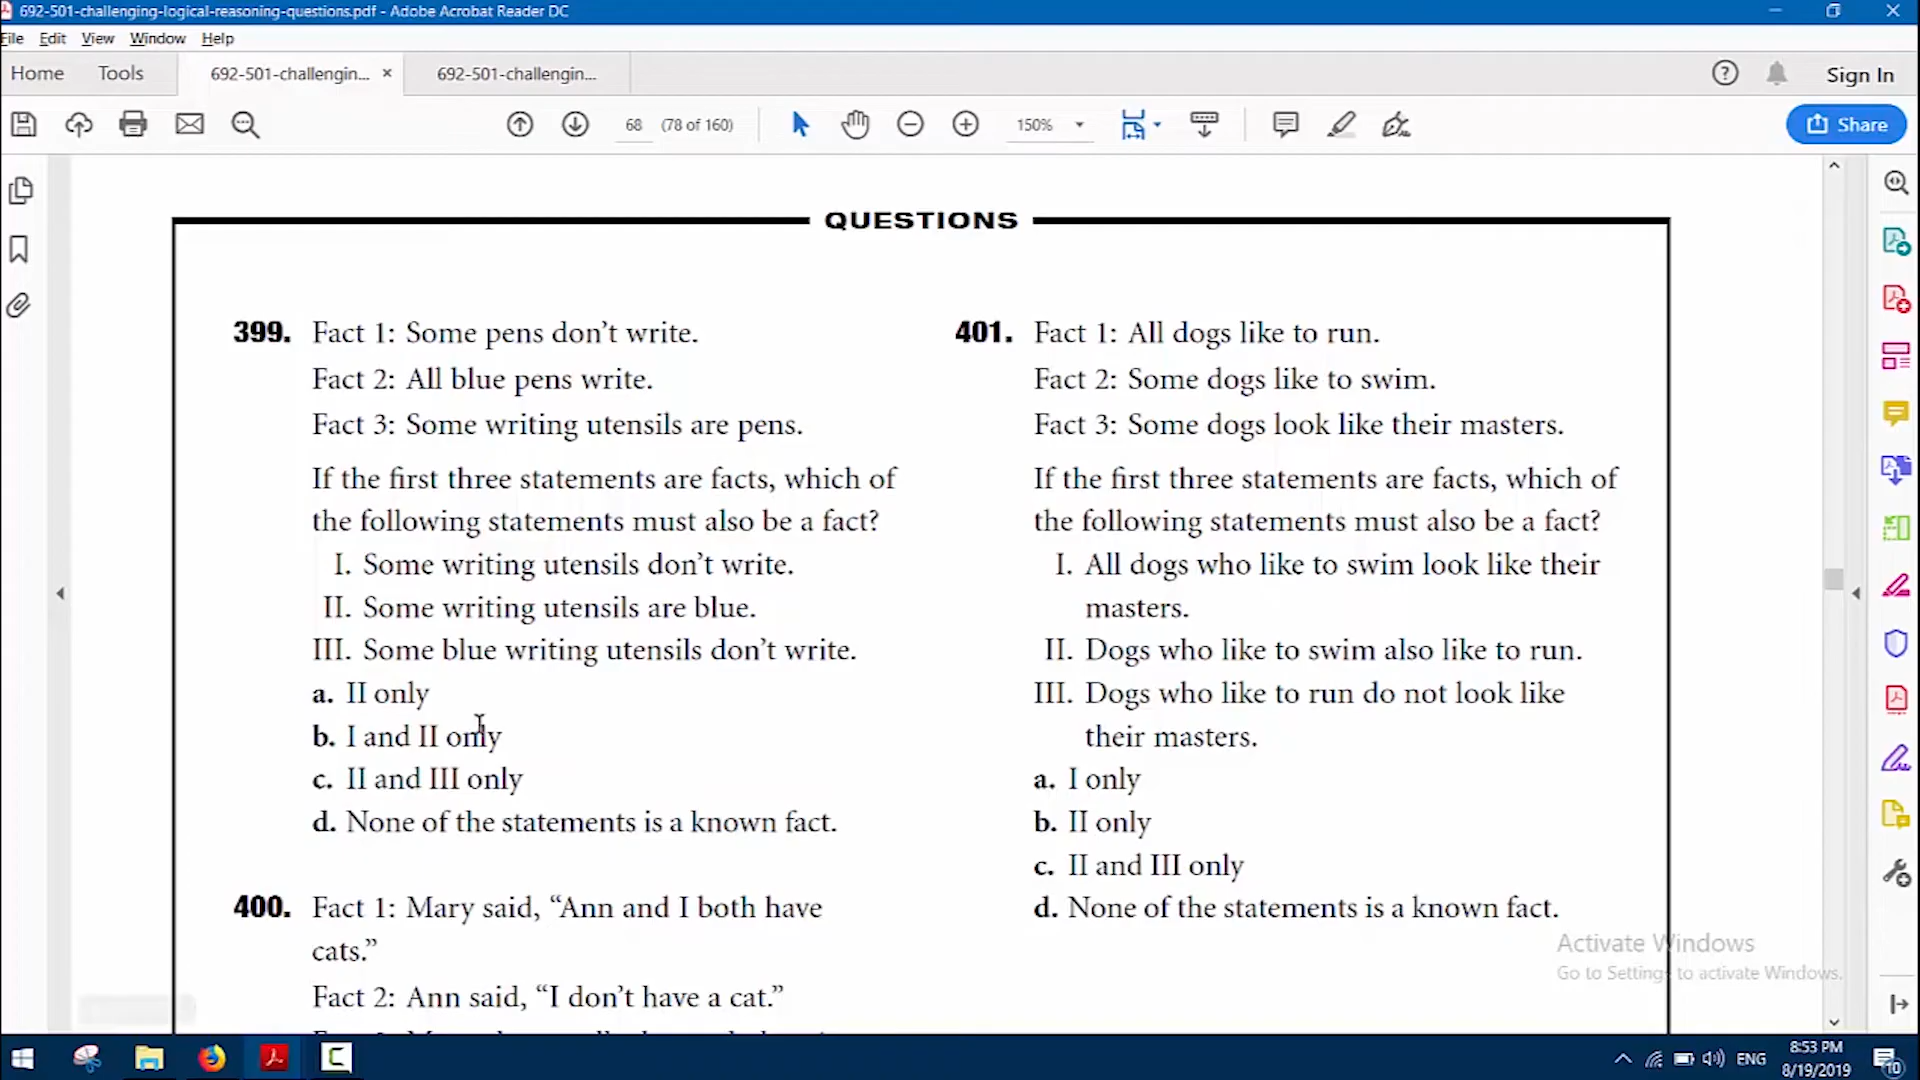 692-501-challenging-logical-reasoning-questions.pdf - Adobe Acrobat Reader DC
File Edit View Window Help
Home Tools 692-501-challengin... × 692-501-challengin... Sign In
68 (78 of 160) 150% Share
QUESTIONS
399. Fact 1: Some pens don’t write.
Fact 2: All blue pens write.
Fact 3: Some writing utensils are pens.
If the first three statements are facts, which of
the following statements must also be a fact?
I. Some writing utensils don’t write.
II. Some writing utensils are blue.
III. Some blue writing utensils don’t write.
a. II only
b. I and II only
c. II and III only
d. None of the statements is a known fact.
400. Fact 1: Mary said, “Ann and I both have
cats.”
Fact 2: Ann said, “I don’t have a cat.”
401. Fact 1: All dogs like to run.
Fact 2: Some dogs like to swim.
Fact 3: Some dogs look like their masters.
If the first three statements are facts, which of
the following statements must also be a fact?
I. All dogs who like to swim look like their
masters.
II. Dogs who like to swim also like to run.
III. Dogs who like to run do not look like
their masters.
a. I only
b. II only
c. II and III only
d. None of the statements is a known fact.
Activate Windows
Go to Settings to activate Windows.
ENG
8:53 PM
8/19/2019
10